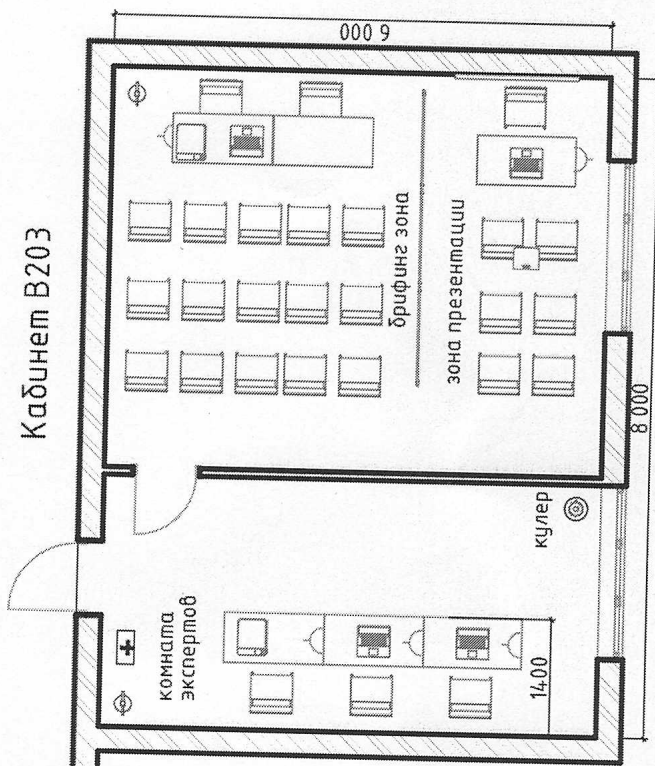 Кабинет В203
6 000
брифинг зона
зона презентации
8 000
кулер
комната
экспертов
1400